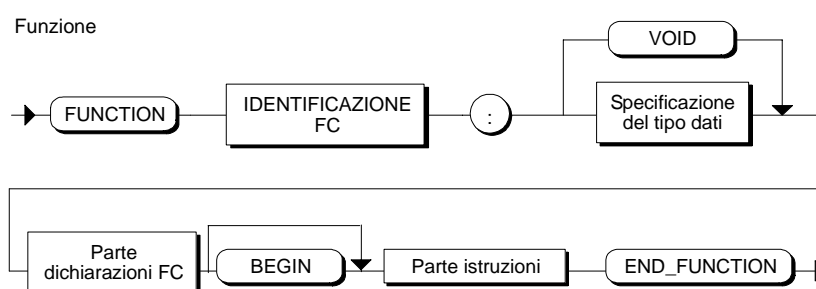 Funzione
VOID
FUNCTION
IDENTIFICAZIONE
FC
:
Specificazione
del tipo dati
Parte
dichiarazioni FC
BEGIN
Parte istruzioni
END_FUNCTION